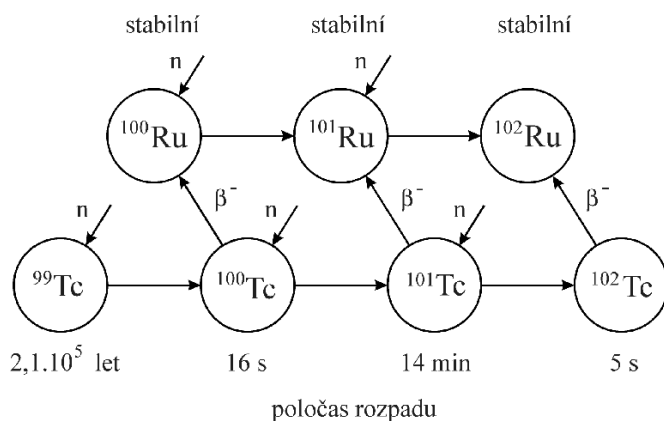 stabilní stabilní stabilní
n n
¹⁰⁰Ru ¹⁰¹Ru ¹⁰²Ru
β⁻ β⁻ β⁻
n n n
⁹⁹Tc ¹⁰⁰Tc ¹⁰¹Tc ¹⁰²Tc
2,1.10⁵ let 16 s 14 min 5 s
poločas rozpadu